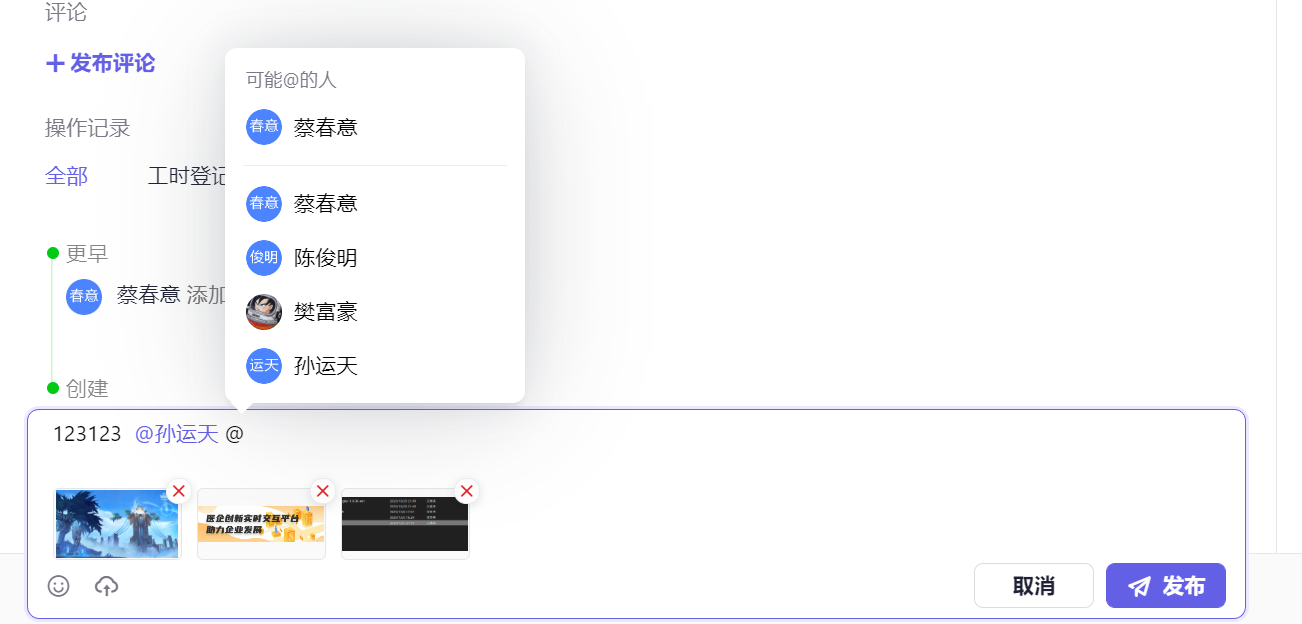 评论
发布评论
可能@的人
春意 蔡春意
操作记录
全部 工时登记
春意 蔡春意
更早
俊明 陈俊明
春意 蔡春意 添加
樊富豪
运天 孙运天
创建
123123 @孙运天 @
医企创新实时交互平台
助力企业发展
取消 发布